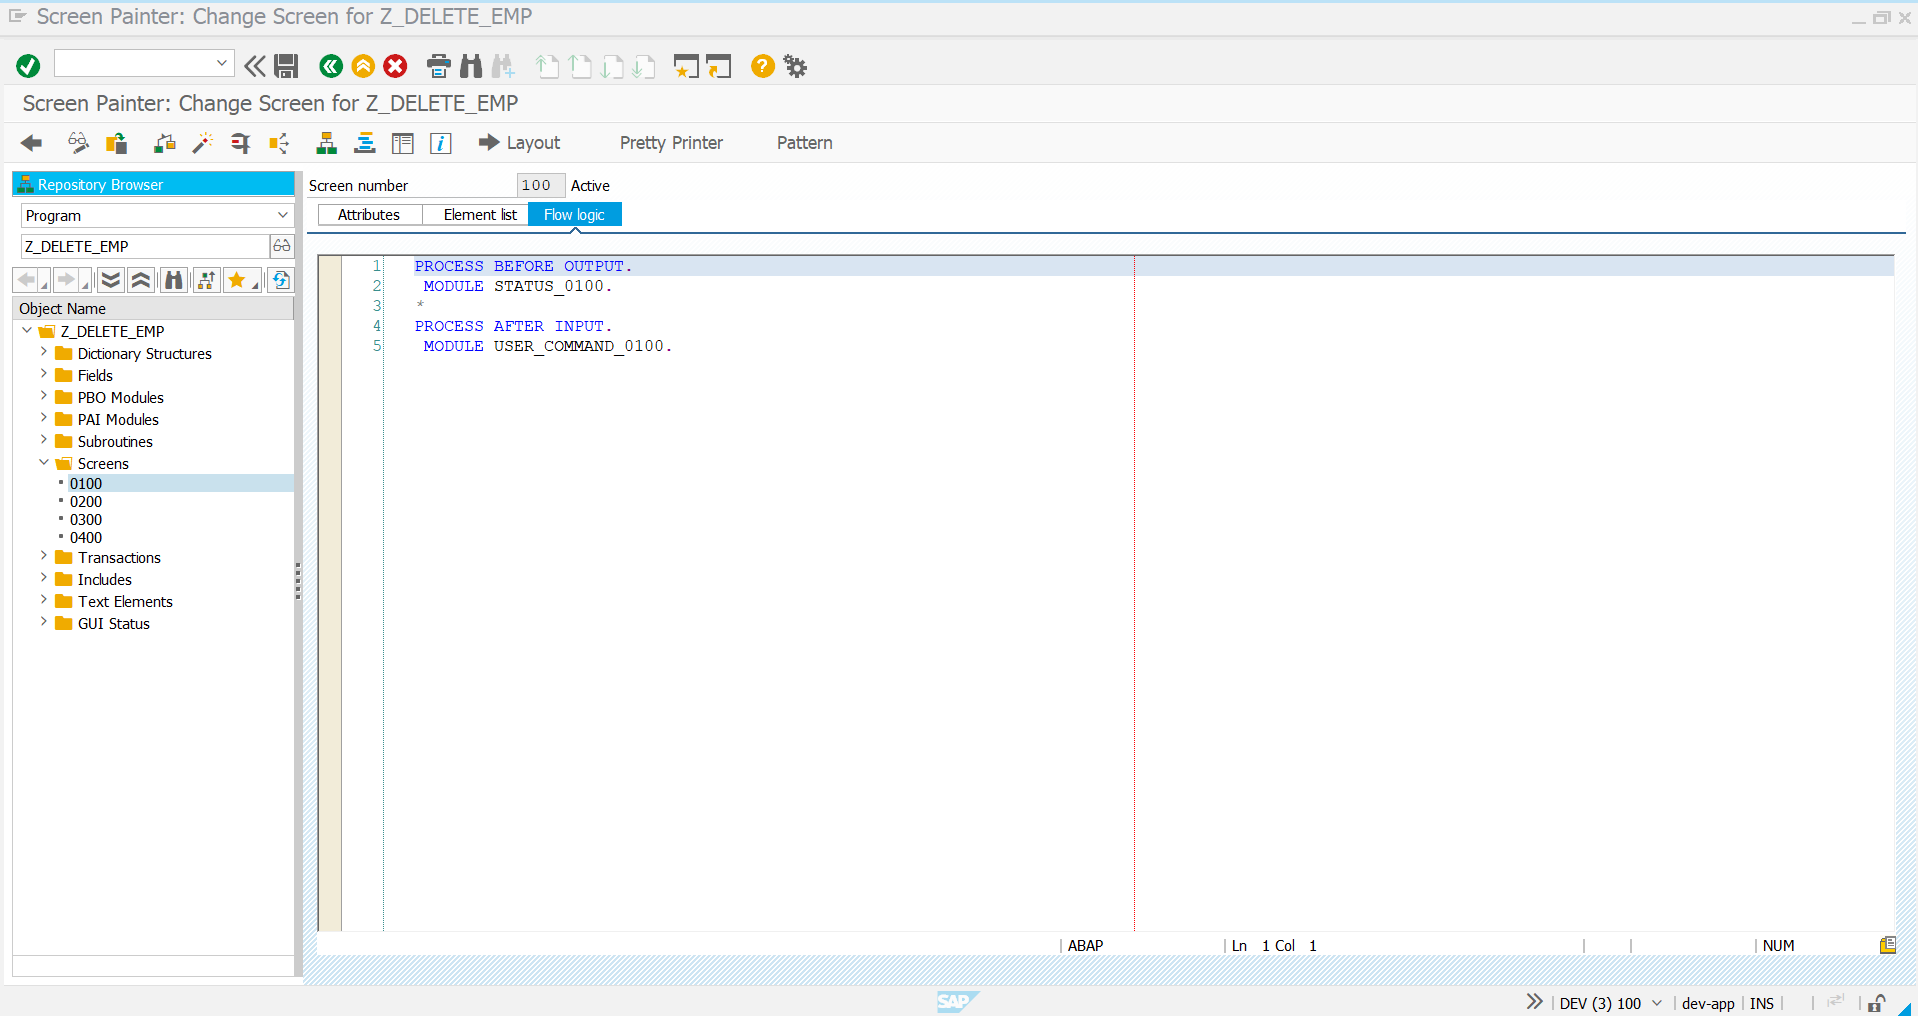 Screen Painter: Change Screen for Z_DELETE_EMP
Screen Painter: Change Screen for Z_DELETE_EMP
Layout Pretty Printer Pattern
Repository Browser
Program
Z_DELETE_EMP
Object Name
Z_DELETE_EMP
Dictionary Structures
Fields
PBO Modules
PAI Modules
Subroutines
Screens
0100
0200
0300
0400
Transactions
Includes
Text Elements
GUI Status
Screen number 100 Active
Attributes Element list Flow logic
1 PROCESS BEFORE OUTPUT.
2 MODULE STATUS_0100.
3 *
4 PROCESS AFTER INPUT.
5 MODULE USER_COMMAND_0100.
ABAP Ln 1 Col 1 NUM
SAP DEV (3) 100 dev-app INS